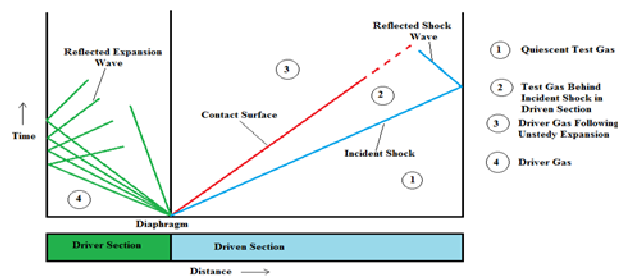 Reflected Shock
Wave
Reflected Expansion
Wave
3
1 Quiescent Test Gas
2 Test Gas Behind
Incident Shock in
Driven Section
3 Driver Gas Following
Unstedy Expansion
4 Driver Gas
2
Time
Contact Surface
Incident Shock
1
4
Diaphragm
Driver Section
Driven Section
Distance